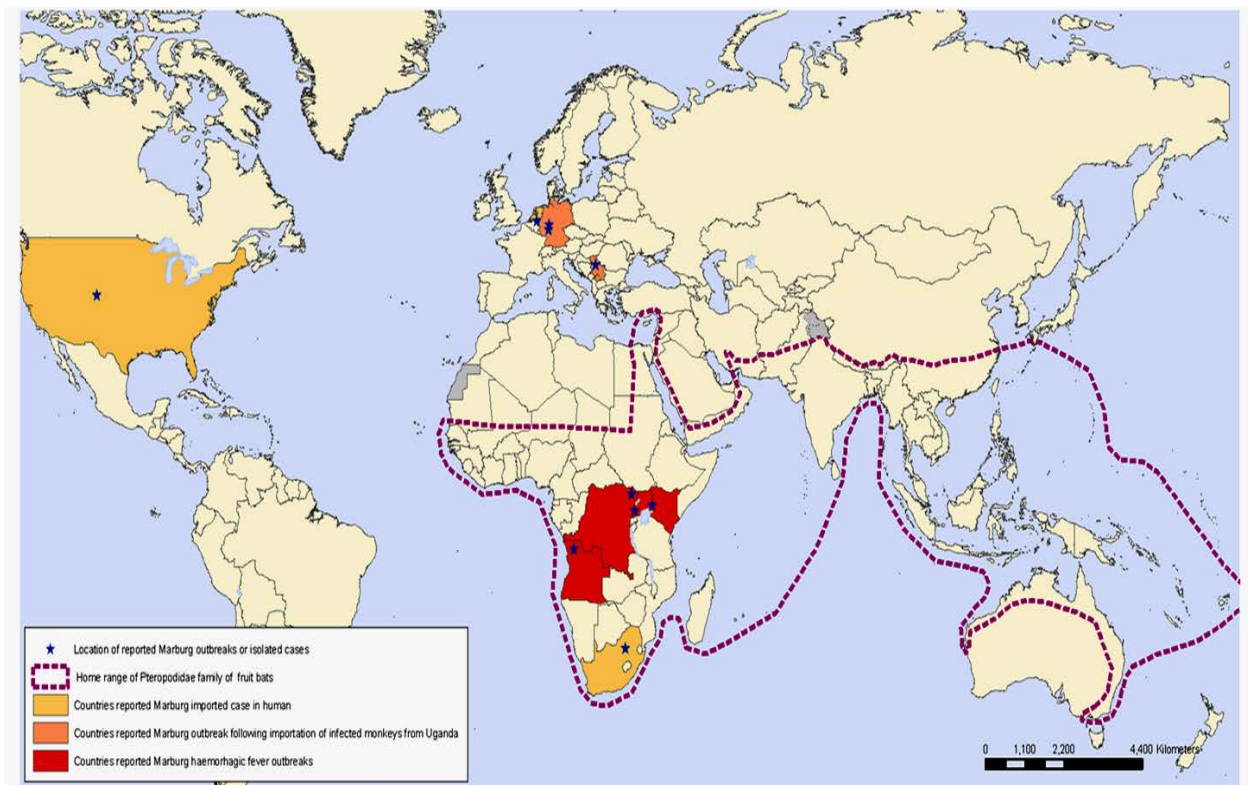 Location of reported Marburg outbreaks or isolated cases
Home range of Pteropodidae family of fruit bats
Countries reported Marburg imported case in human
Countries reported Marburg outbreak following importation of infected monkeys from Uganda
Countries reported Marburg haemorhagic fever outbreaks
0 1,100 2,200 4,400 Kilometers